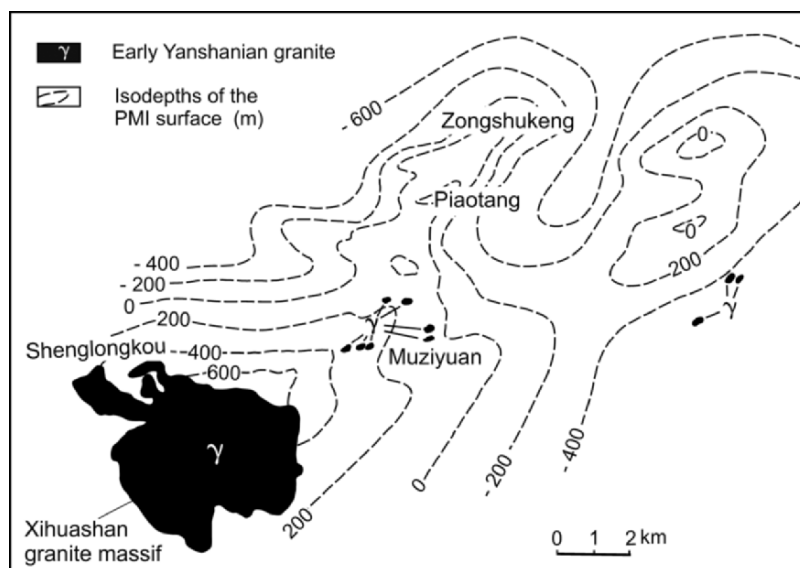 γ
Early Yanshanian granite
Isodepths of the
PMI surface (m)
- 600
Zongshukeng
0
Piaotang
0
200
- 400
- 200
0
200
γ
γ
Shenglongkou
-400
Muziyuan
-600
γ
200
0
- 200
- 400
Xihuashan
granite massif
0 1 2 km